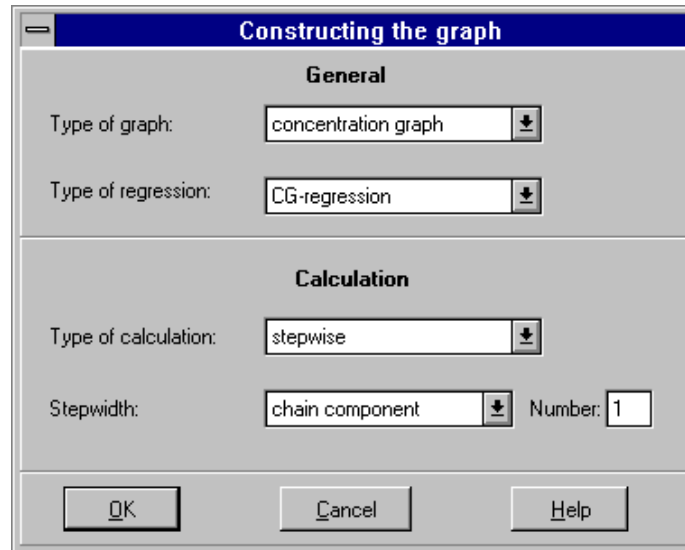 Constructing the graph
General
Type of graph: concentration graph
Type of regression: CG-regression
Calculation
Type of calculation: stepwise
Stepwidth: chain component Number: 1
OK Cancel Help